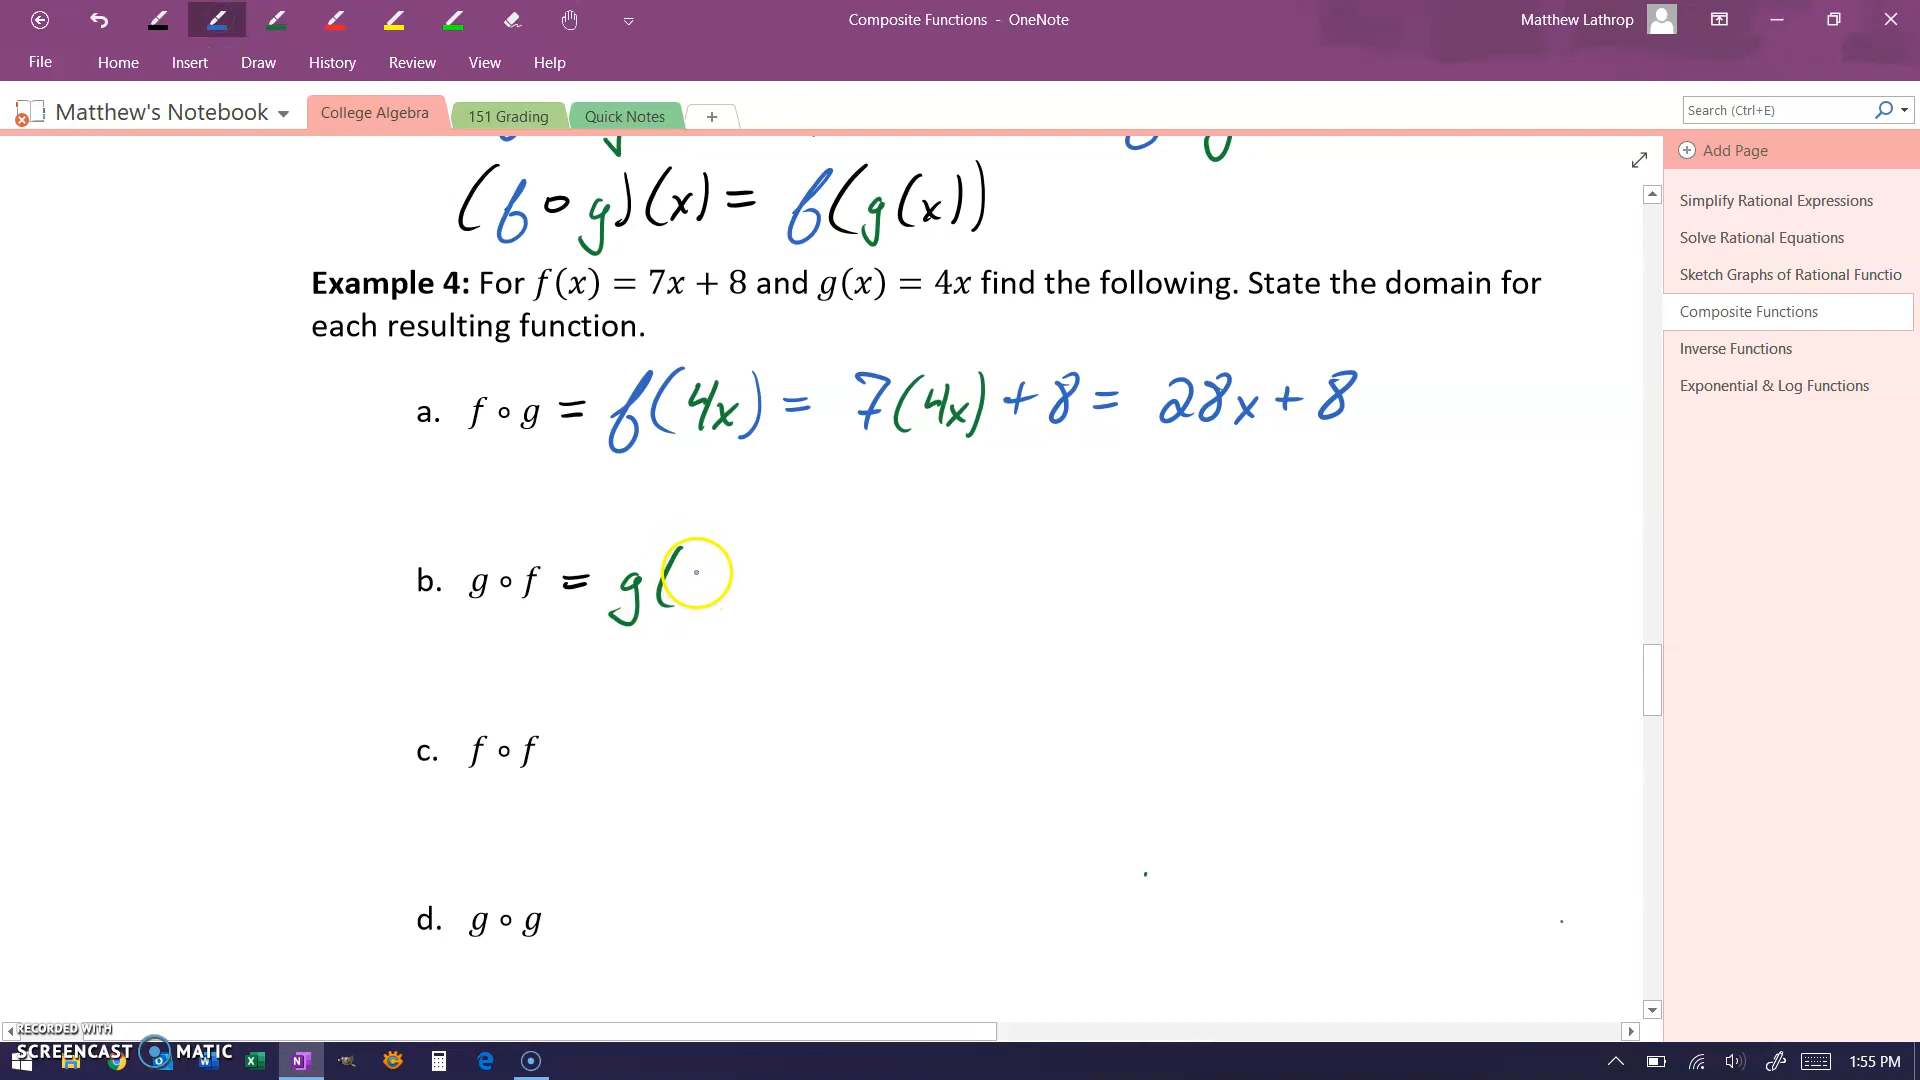 Composite Functions - OneNote
Matthew Lathrop
File Home Insert Draw History Review View Help
Matthew's Notebook
College Algebra
151 Grading
Quick Notes
Search (Ctrl+E)
Add Page
Simplify Rational Expressions
Solve Rational Equations
Sketch Graphs of Rational Functio
Composite Functions
Inverse Functions
Exponential & Log Functions
(f ∘ g)(x) = f(g(x))
Example 4: For f(x) = 7x + 8 and g(x) = 4x find the following. State the domain for
each resulting function.
a. f ∘ g = f(4x) = 7(4x) + 8 = 28x + 8
b. g ∘ f = g(
c. f ∘ f
d. g ∘ g
RECORDED WITH
SCREENCAST MATIC
1:55 PM